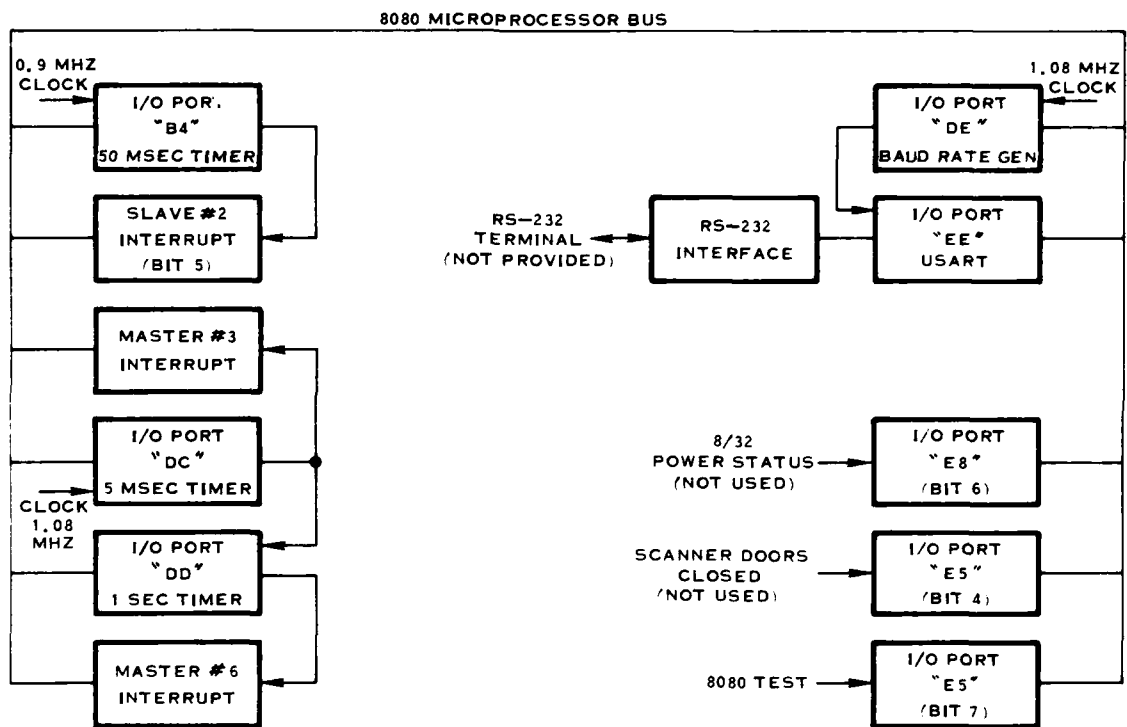 8080 MICROPROCESSOR BUS
0.9 MHZ
CLOCK
I/O POR.
"B4"
50 MSEC TIMER
SLAVE #2
INTERRUPT
(BIT 5)
MASTER #3
INTERRUPT
I/O PORT
"DC"
5 MSEC TIMER
CLOCK
1.08
MHZ
I/O PORT
"DD"
1 SEC TIMER
MASTER #6
INTERRUPT
1.08 MHZ
CLOCK
I/O PORT
"DE"
BAUD RATE GEN
RS-232
TERMINAL
(NOT PROVIDED)
RS-232
INTERFACE
I/O PORT
"EE"
USART
8/32
POWER STATUS
(NOT USED)
I/O PORT
"E8"
(BIT 6)
SCANNER DOORS
CLOSED
(NOT USED)
I/O PORT
"E5"
(BIT 4)
8080 TEST
I/O PORT
"E5"
(BIT 7)